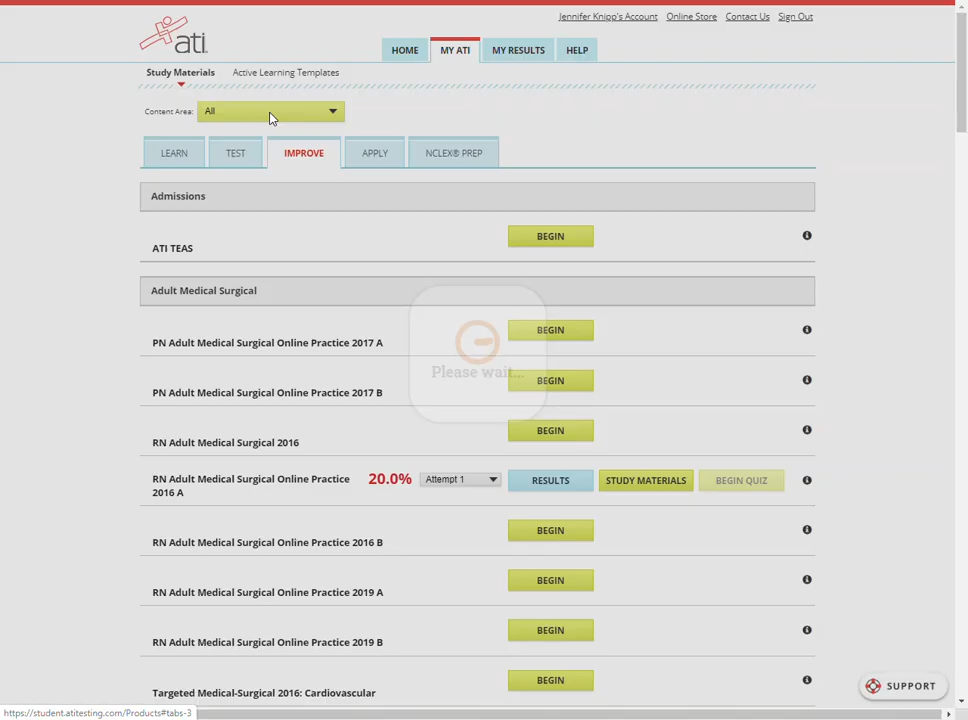 Jennifer Knipp's Account Online Store Contact Us Sign Out
ati
HOME MY ATI MY RESULTS HELP
Study Materials Active Learning Templates
Content Area: All
LEARN TEST IMPROVE APPLY NCLEX® PREP
Admissions
ATI TEAS BEGIN
Adult Medical Surgical
PN Adult Medical Surgical Online Practice 2017 A BEGIN
Please wait...
PN Adult Medical Surgical Online Practice 2017 B BEGIN
RN Adult Medical Surgical 2016 BEGIN
RN Adult Medical Surgical Online Practice
2016 A
20.0% Attempt 1 RESULTS STUDY MATERIALS BEGIN QUIZ
RN Adult Medical Surgical Online Practice 2016 B BEGIN
RN Adult Medical Surgical Online Practice 2019 A BEGIN
RN Adult Medical Surgical Online Practice 2019 B BEGIN
Targeted Medical-Surgical 2016: Cardiovascular BEGIN
SUPPORT
https://student.atitesting.com/Products#tabs-3